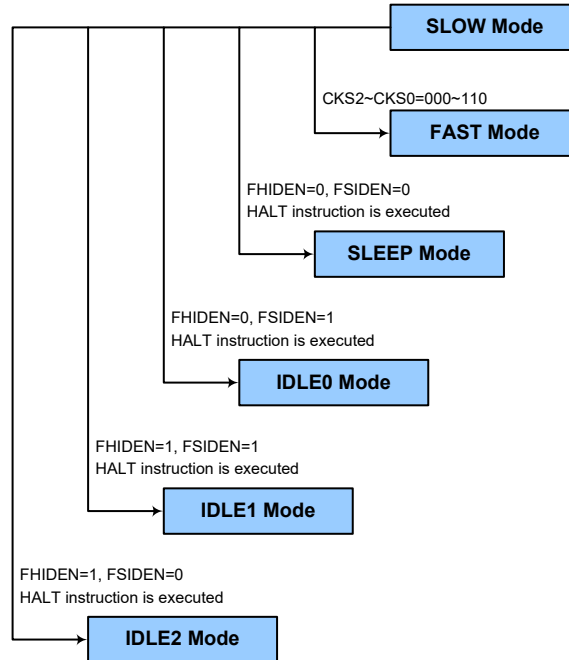 SLOW Mode
CKS2~CKS0=000~110
FAST Mode
FHIDEN=0, FSIDEN=0
HALT instruction is executed
SLEEP Mode
FHIDEN=0, FSIDEN=1
HALT instruction is executed
IDLE0 Mode
FHIDEN=1, FSIDEN=1
HALT instruction is executed
IDLE1 Mode
FHIDEN=1, FSIDEN=0
HALT instruction is executed
IDLE2 Mode